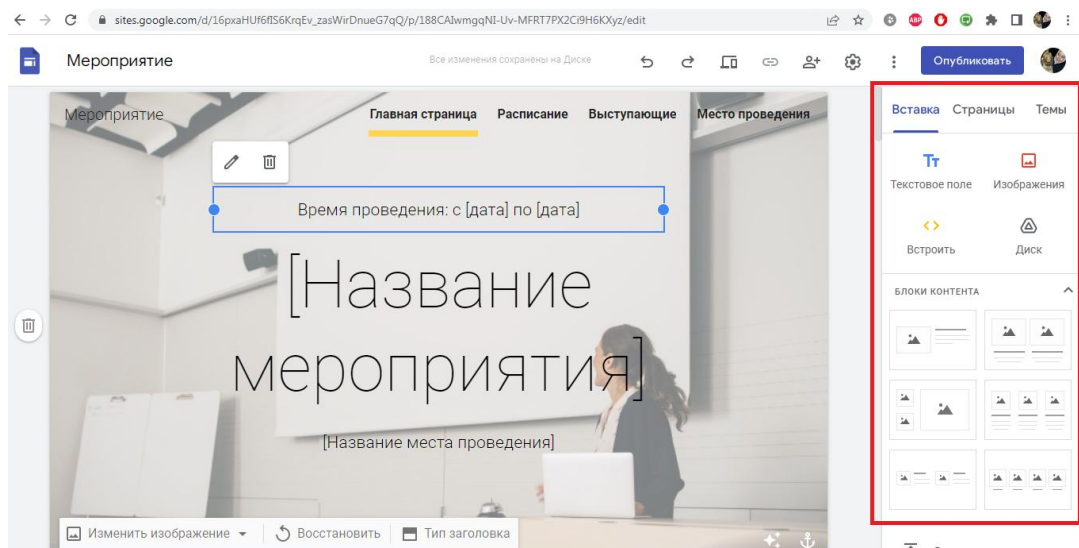 sites.google.com/d/16pxaHUf6fIS6KrqEv_zasWirDnueG7qQ/p/188CAIwmgqNI-Uv-MFRT7PX2Ci9H6KXyz/edit
ABP
Мероприятие
Все изменения сохранены на Диске
Опубликовать
Мероприятие
Главная страница Расписание Выступающие Место проведения
Вставка Страницы Темы
Текстовое поле Изображения
Время проведения: с [дата] по [дата]
Встроить Диск
[Название
мероприятия]
БЛОКИ КОНТЕНТА
[Название места проведения]
Изменить изображение Восстановить Тип заголовка